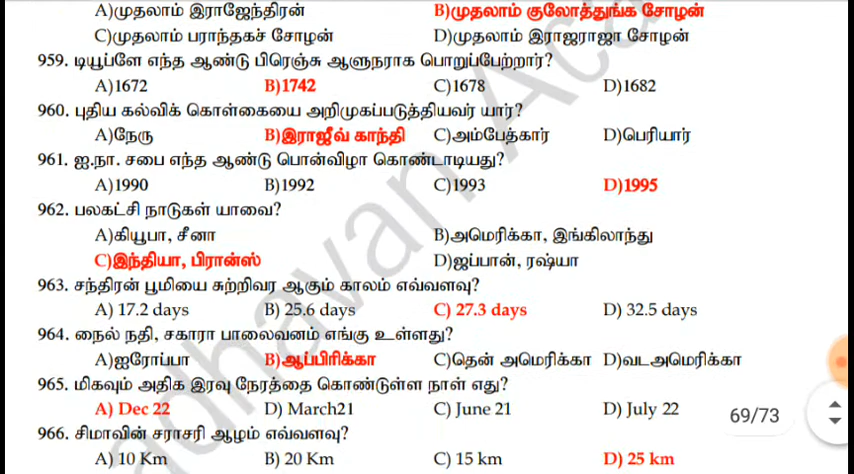 A)முதலாம் இராஜேந்திரன் B)முதலாம் குலோத்துங்க சோழன்
C)முதலாம் பராந்தகச் சோழன் D)முதலாம் இராஜராஜா சோழன்
959. டியூப்ளே எந்த ஆண்டு பிரெஞ்சு ஆளுநராக பொறுப்பேற்றார்?
A)1672 B)1742 C)1678 D)1682
960. புதிய கல்விக் கொள்கையை அறிமுகப்படுத்தியவர் யார்?
A)நேரு B)இராஜீவ் காந்தி C)அம்பேத்கார் D)பெரியார்
961. ஐ.நா. சபை எந்த ஆண்டு பொன்விழா கொண்டாடியது?
A)1990 B)1992 C)1993 D)1995
962. பலகட்சி நாடுகள் யாவை?
A)கியூபா, சீனா B)அமெரிக்கா, இங்கிலாந்து
C)இந்தியா, பிரான்ஸ் D)ஜப்பான், ரஷ்யா
963. சந்திரன் பூமியை சுற்றிவர ஆகும் காலம் எவ்வளவு?
A) 17.2 days B) 25.6 days C) 27.3 days D) 32.5 days
964. நைல் நதி, சகாரா பாலைவனம் எங்கு உள்ளது?
A)ஐரோப்பா B)ஆப்பிரிக்கா C)தென் அமெரிக்கா D)வடஅமெரிக்கா
965. மிகவும் அதிக இரவு நேரத்தை கொண்டுள்ள நாள் எது?
A) Dec 22 D) March21 C) June 21 D) July 22
69/73
966. சிமாவின் சராசரி ஆழம் எவ்வளவு?
A) 10 Km B) 20 Km C) 15 km D) 25 km